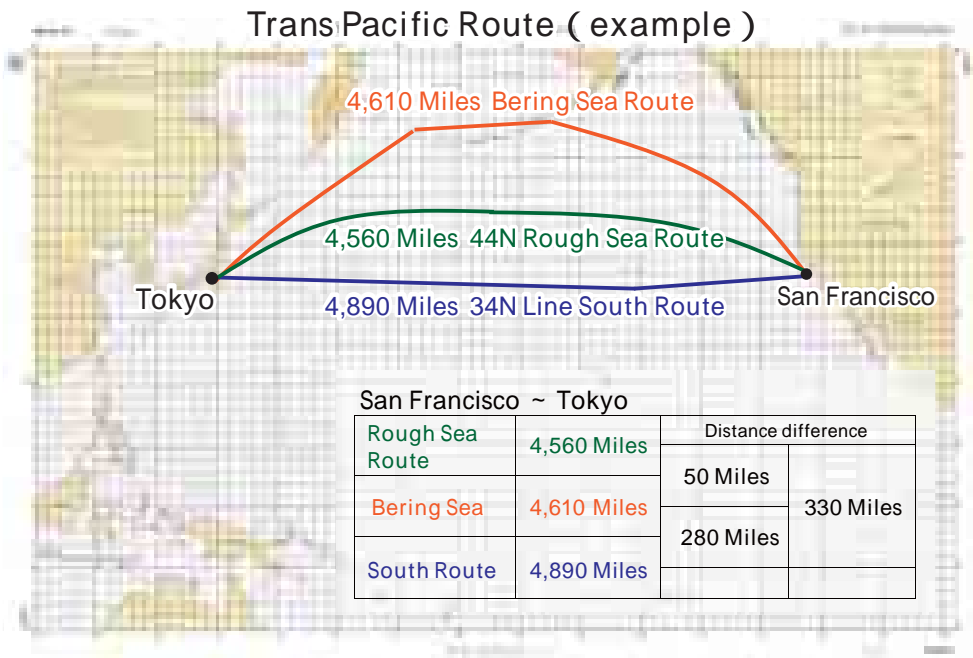 Trans Pacific Route ( example )
4,610 Miles Bering Sea Route
4,560 Miles 44N Rough Sea Route
Tokyo
4,890 Miles 34N Line South Route
San Francisco
San Francisco ~ Tokyo
Rough Sea Route
4,560 Miles
Distance difference
50 Miles
Bering Sea
4,610 Miles
330 Miles
280 Miles
South Route
4,890 Miles